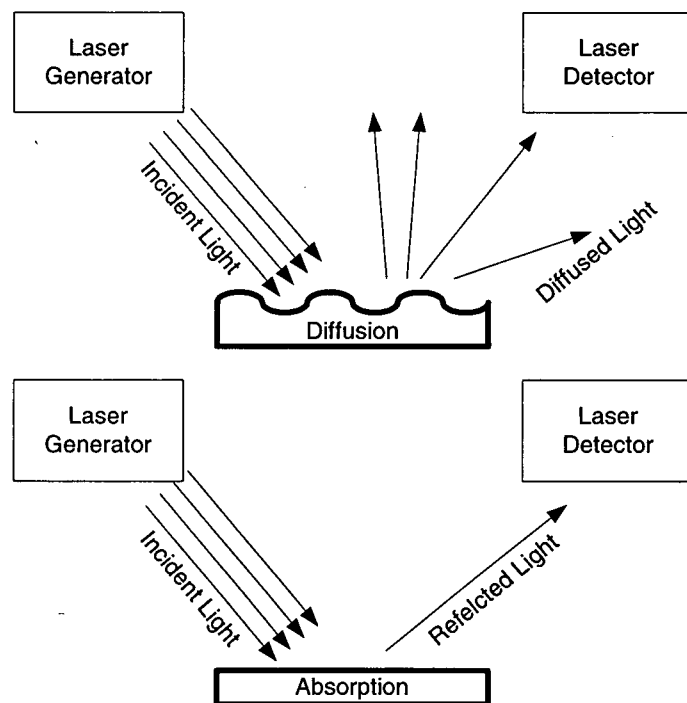 Laser
Generator
Laser
Detector
Incident Light
Diffused Light
Diffusion
Laser
Generator
Laser
Detector
Incident Light
Refelcted Light
Absorption